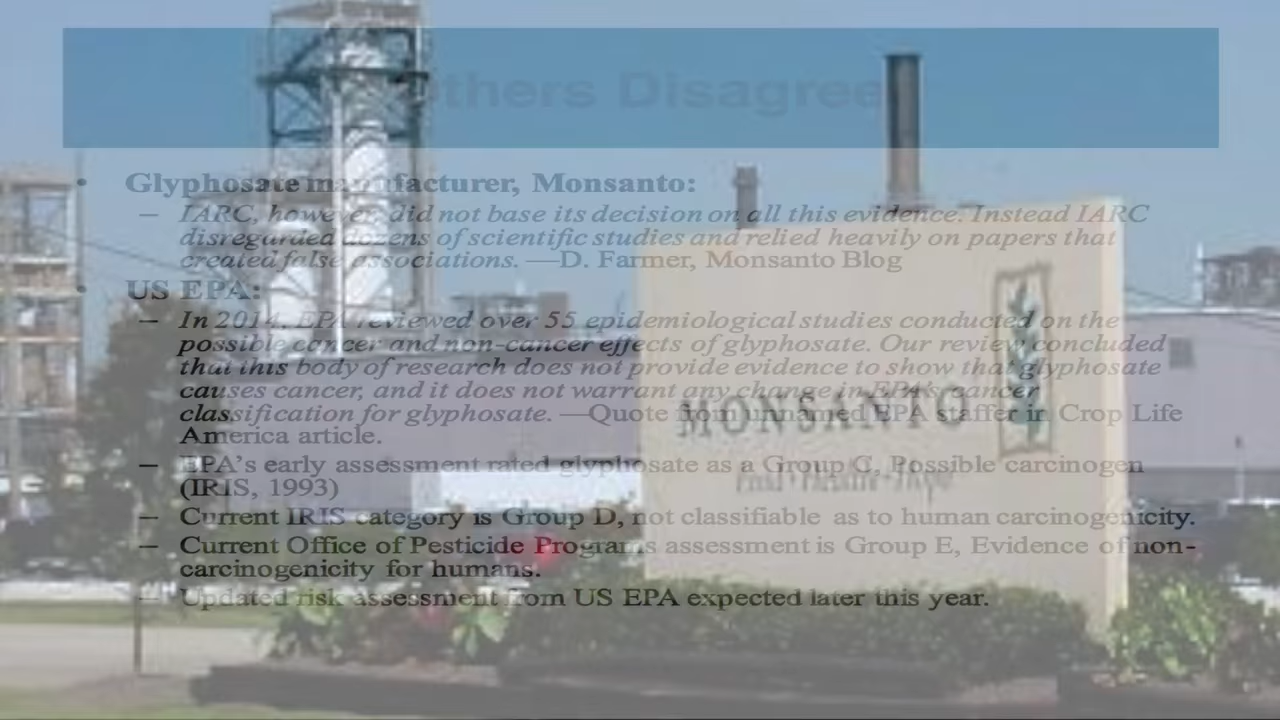 Others Disagree
• Glyphosate manufacturer, Monsanto:
– IARC, however, did not base its decision on all this evidence. Instead IARC
disregarded dozens of scientific studies and relied heavily on papers that
created false associations. —D. Farmer, Monsanto Blog
• US EPA:
– In 2014, EPA reviewed over 55 epidemiological studies conducted on the
possible cancer and non-cancer effects of glyphosate. Our review concluded
that this body of research does not provide evidence to show that glyphosate
causes cancer, and it does not warrant any change in EPA's cancer
classification for glyphosate. —Quote from unnamed EPA staffer in Crop Life
America article.
MONSANTO
– EPA's early assessment rated glyphosate as a Group C, Possible carcinogen
(IRIS, 1993)
Food • Health • Hope
– Current IRIS category is Group D, not classifiable as to human carcinogenicity.
– Current Office of Pesticide Programs assessment is Group E, Evidence of non-
carcinogenicity for humans.
– Updated risk assessment from US EPA expected later this year.